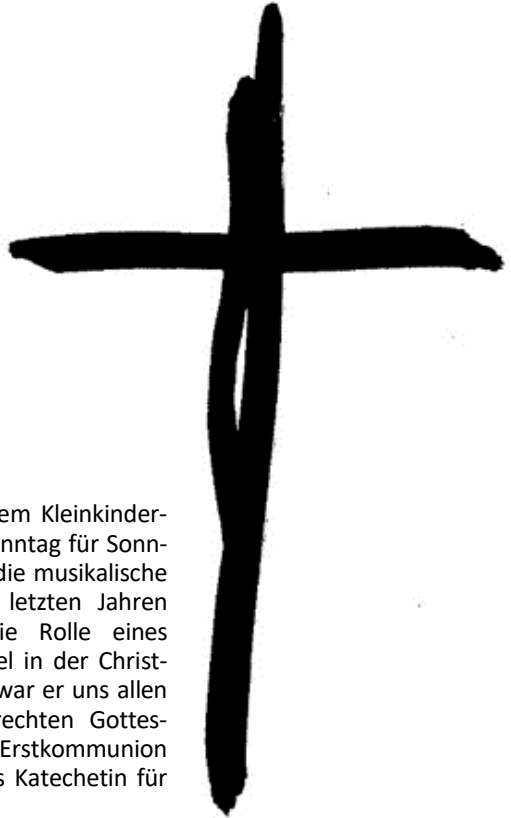 em Kleinkinder-
nntag für Sonn-
die musikalische
letzten Jahren
ie Rolle eines
el in der Christ-
war er uns allen
rechten Gottes-
Erstkommunion
s Katechetin für